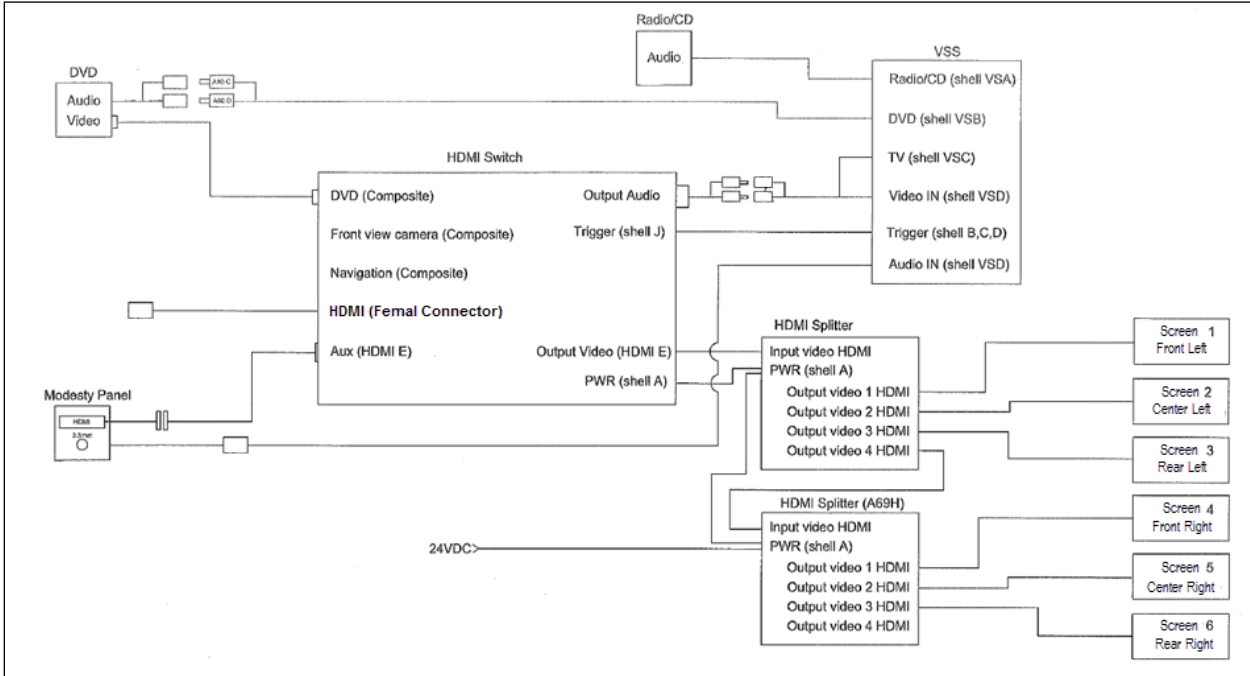 Radio/CD
Audio
VSS
Radio/CD (shell VSA)
DVD (shell VSB)
TV (shell VSC)
Video IN (shell VSD)
Trigger (shell B,C,D)
Audio IN (shell VSD)
DVD
Audio
Video
A60:C
A60:D
HDMI Switch
DVD (Composite)
Front view camera (Composite)
Navigation (Composite)
HDMI (Femal Connector)
Aux (HDMI E)
Output Audio
Trigger (shell J)
Output Video (HDMI E)
PWR (shell A)
Modesty Panel
HDMI
3.5mm
HDMI Splitter
Input video HDMI
PWR (shell A)
Output video 1 HDMI
Output video 2 HDMI
Output video 3 HDMI
Output video 4 HDMI
HDMI Splitter (A69H)
Input video HDMI
PWR (shell A)
Output video 1 HDMI
Output video 2 HDMI
Output video 3 HDMI
Output video 4 HDMI
24VDC
Screen 1
Front Left
Screen 2
Center Left
Screen 3
Rear Left
Screen 4
Front Right
Screen 5
Center Right
Screen 6
Rear Right